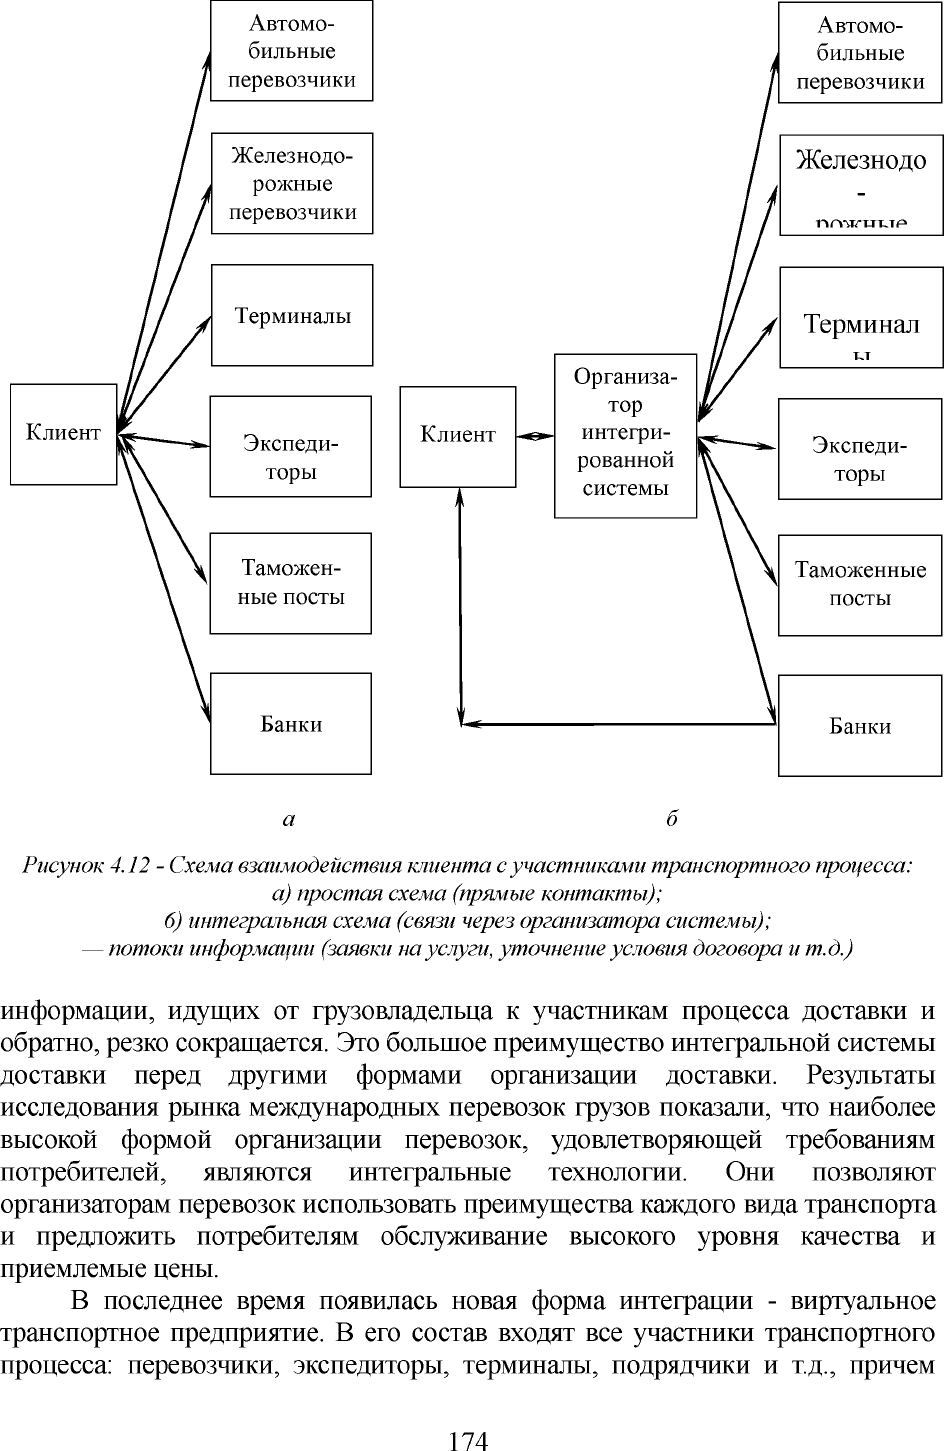 Автомо-
бильные
перевозчики
Железнодо-
рожные
перевозчики
Терминалы
Клиент
Экспеди-
торы
Таможен-
ные посты
Банки
а
Автомо-
бильные
перевозчики
Железнодо
-
рожные
Терминал
ы
Организа-
тор
интегри-
рованной
системы
Клиент
Экспеди-
торы
Таможенные
посты
Банки
б
Рисунок 4.12 - Схема взаимодействия клиента с участниками транспортного процесса:
а) простая схема (прямые контакты);
б) интегральная схема (связи через организатора системы);
— потоки информации (заявки на услуги, уточнение условия договора и т.д.)
информации, идущих от грузовладельца к участникам процесса доставки и
обратно, резко сокращается. Это большое преимущество интегральной системы
доставки перед другими формами организации доставки. Результаты
исследования рынка международных перевозок грузов показали, что наиболее
высокой формой организации перевозок, удовлетворяющей требованиям
потребителей, являются интегральные технологии. Они позволяют
организаторам перевозок использовать преимущества каждого вида транспорта
и предложить потребителям обслуживание высокого уровня качества и
приемлемые цены.
В последнее время появилась новая форма интеграции - виртуальное
транспортное предприятие. В его состав входят все участники транспортного
процесса: перевозчики, экспедиторы, терминалы, подрядчики и т.д., причем
174